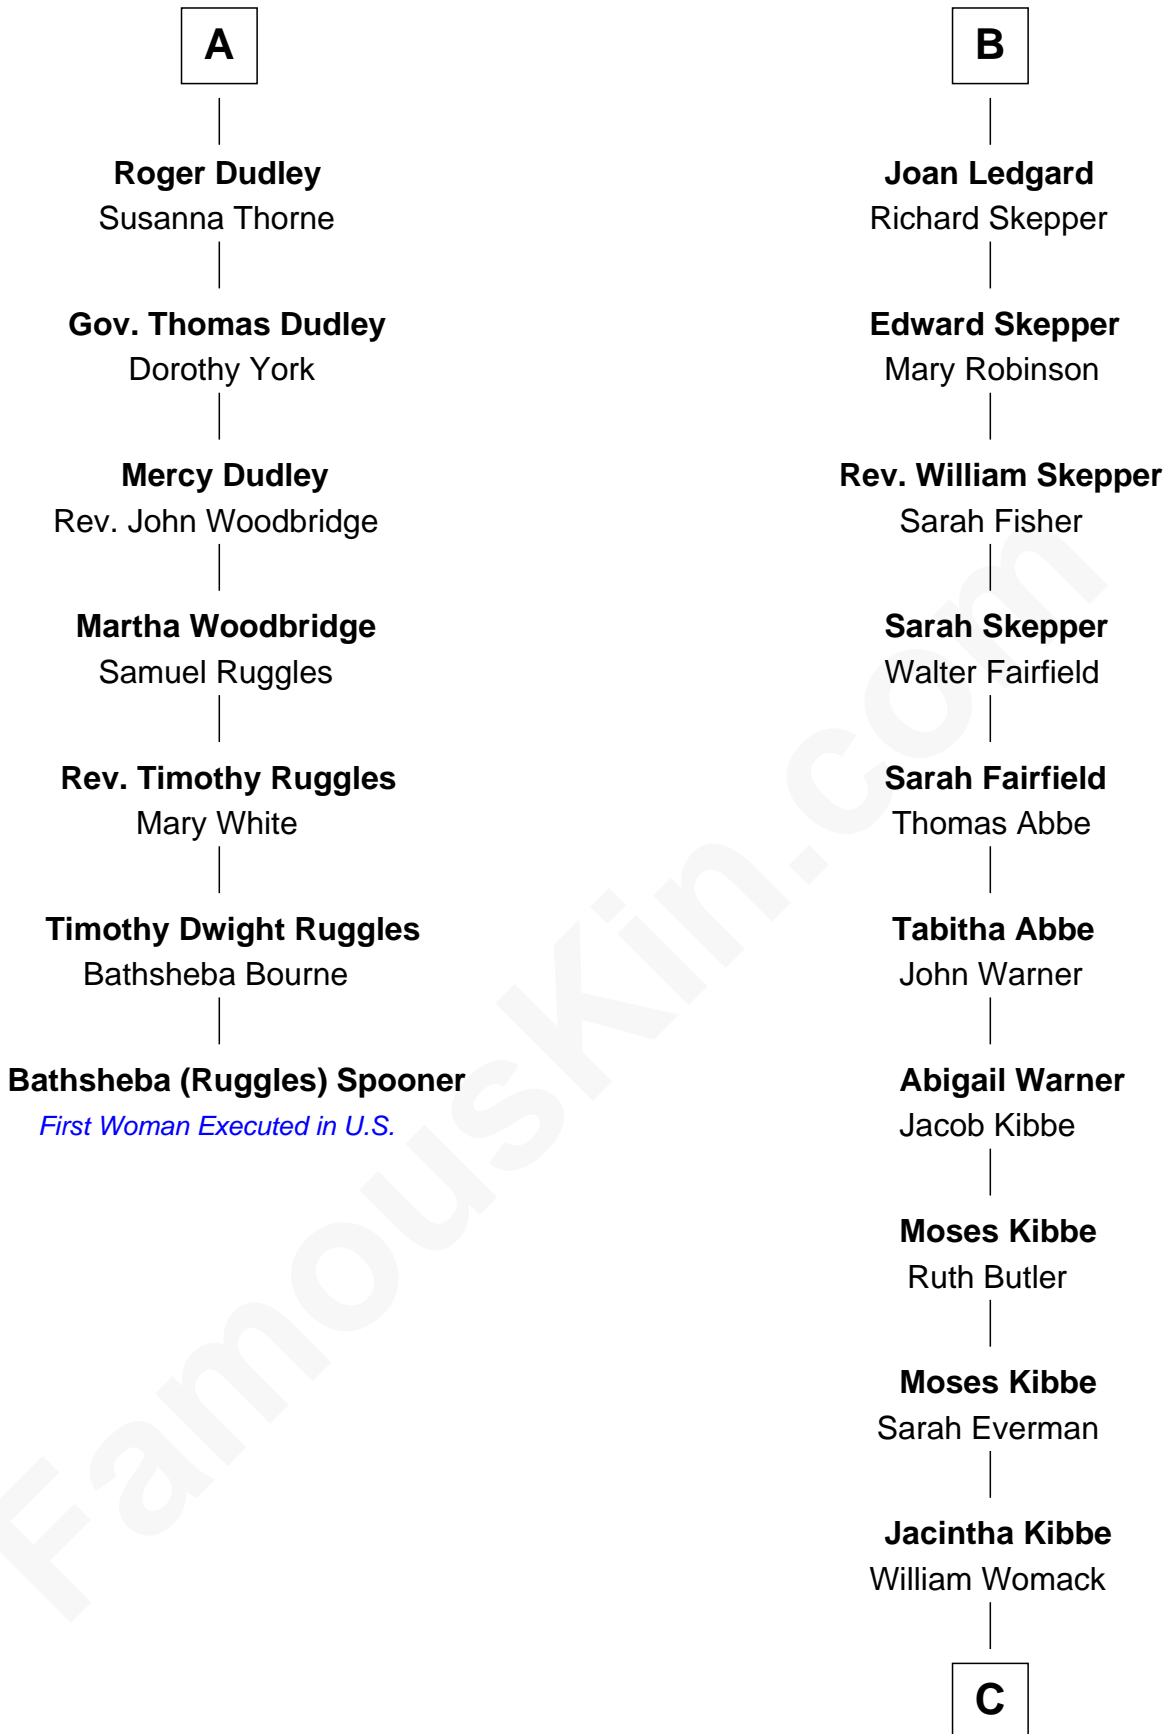 A
Roger Dudley
Susanna Thorne
Gov. Thomas Dudley
Dorothy York
Mercy Dudley
Rev. John Woodbridge
Martha Woodbridge
Samuel Ruggles
Rev. Timothy Ruggles
Mary White
Timothy Dwight Ruggles
Bathsheba Bourne
Bathsheba (Ruggles) Spooner
First Woman Executed in U.S.
B
Joan Ledgard
Richard Skepper
Edward Skepper
Mary Robinson
Rev. William Skepper
Sarah Fisher
Sarah Skepper
Walter Fairfield
Sarah Fairfield
Thomas Abbe
Tabitha Abbe
John Warner
Abigail Warner
Jacob Kibbe
Moses Kibbe
Ruth Butler
Moses Kibbe
Sarah Everman
Jacintha Kibbe
William Womack
C
FamousKin.com